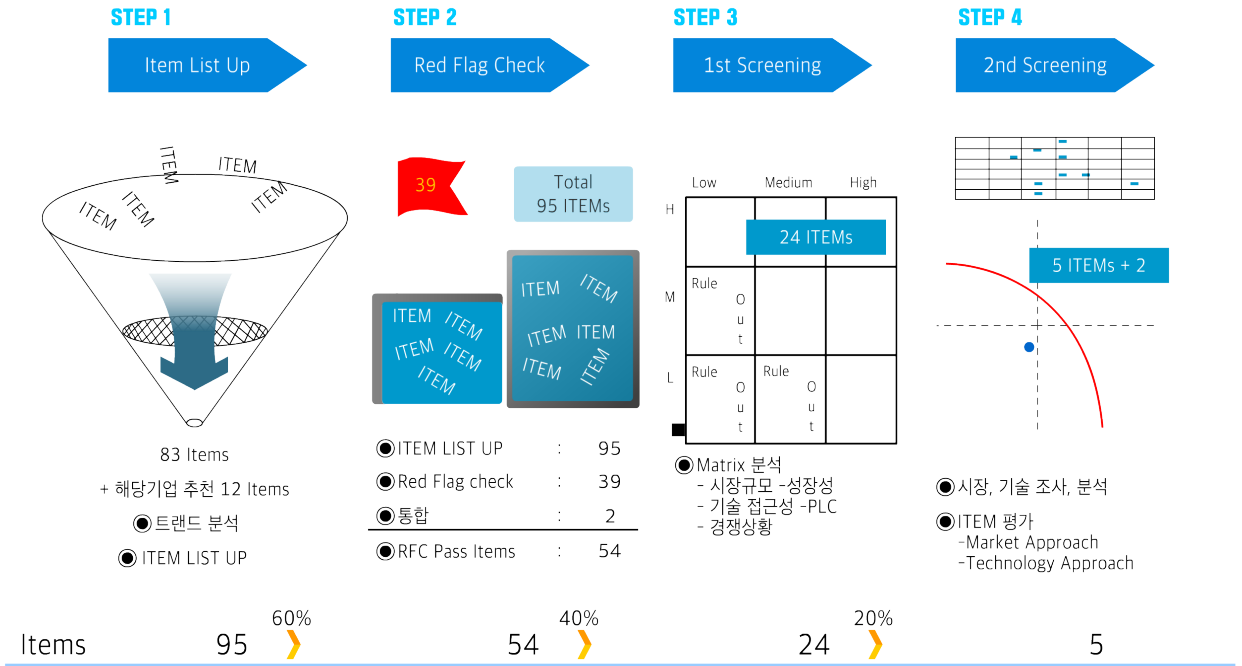 STEP 1
Item List Up
ITEM
ITEM
ITEM
ITEM
ITEM
83 Items
+ 해당기업 추천 12 Items
트랜드 분석
ITEM LIST UP
STEP 2
Red Flag Check
39
Total
95 ITEMs
ITEM
ITEM
ITEM
ITEM
ITEM
ITEM
ITEM
ITEM
ITEM
ITEM
ITEM
ITEM LIST UP : 95
Red Flag check : 39
통합 : 2
RFC Pass Items : 54
STEP 3
1st Screening
Low Medium High
H
24 ITEMs
M
Rule
O
u
t
L
Rule
O
u
t
Rule
O
u
t
Matrix 분석
- 시장규모 -성장성
- 기술 접근성 -PLC
- 경쟁상황
STEP 4
2nd Screening
5 ITEMs + 2
시장, 기술 조사, 분석
ITEM 평가
-Market Approach
-Technology Approach
60% 40% 20%
Items 95 54 24 5